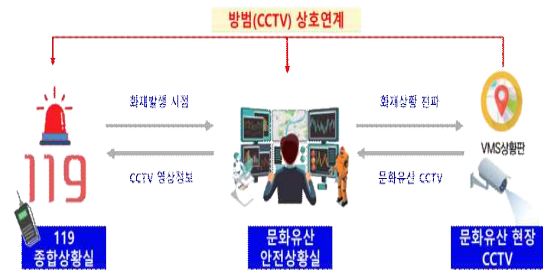 방범(CCTV) 상호연계
화재발생 시점
화재상황 전파
VMS상황판
119
CCTV 영상정보
문화유산 CCTV
119
종합상황실
문화유산
안전상황실
문화유산 현장
CCTV